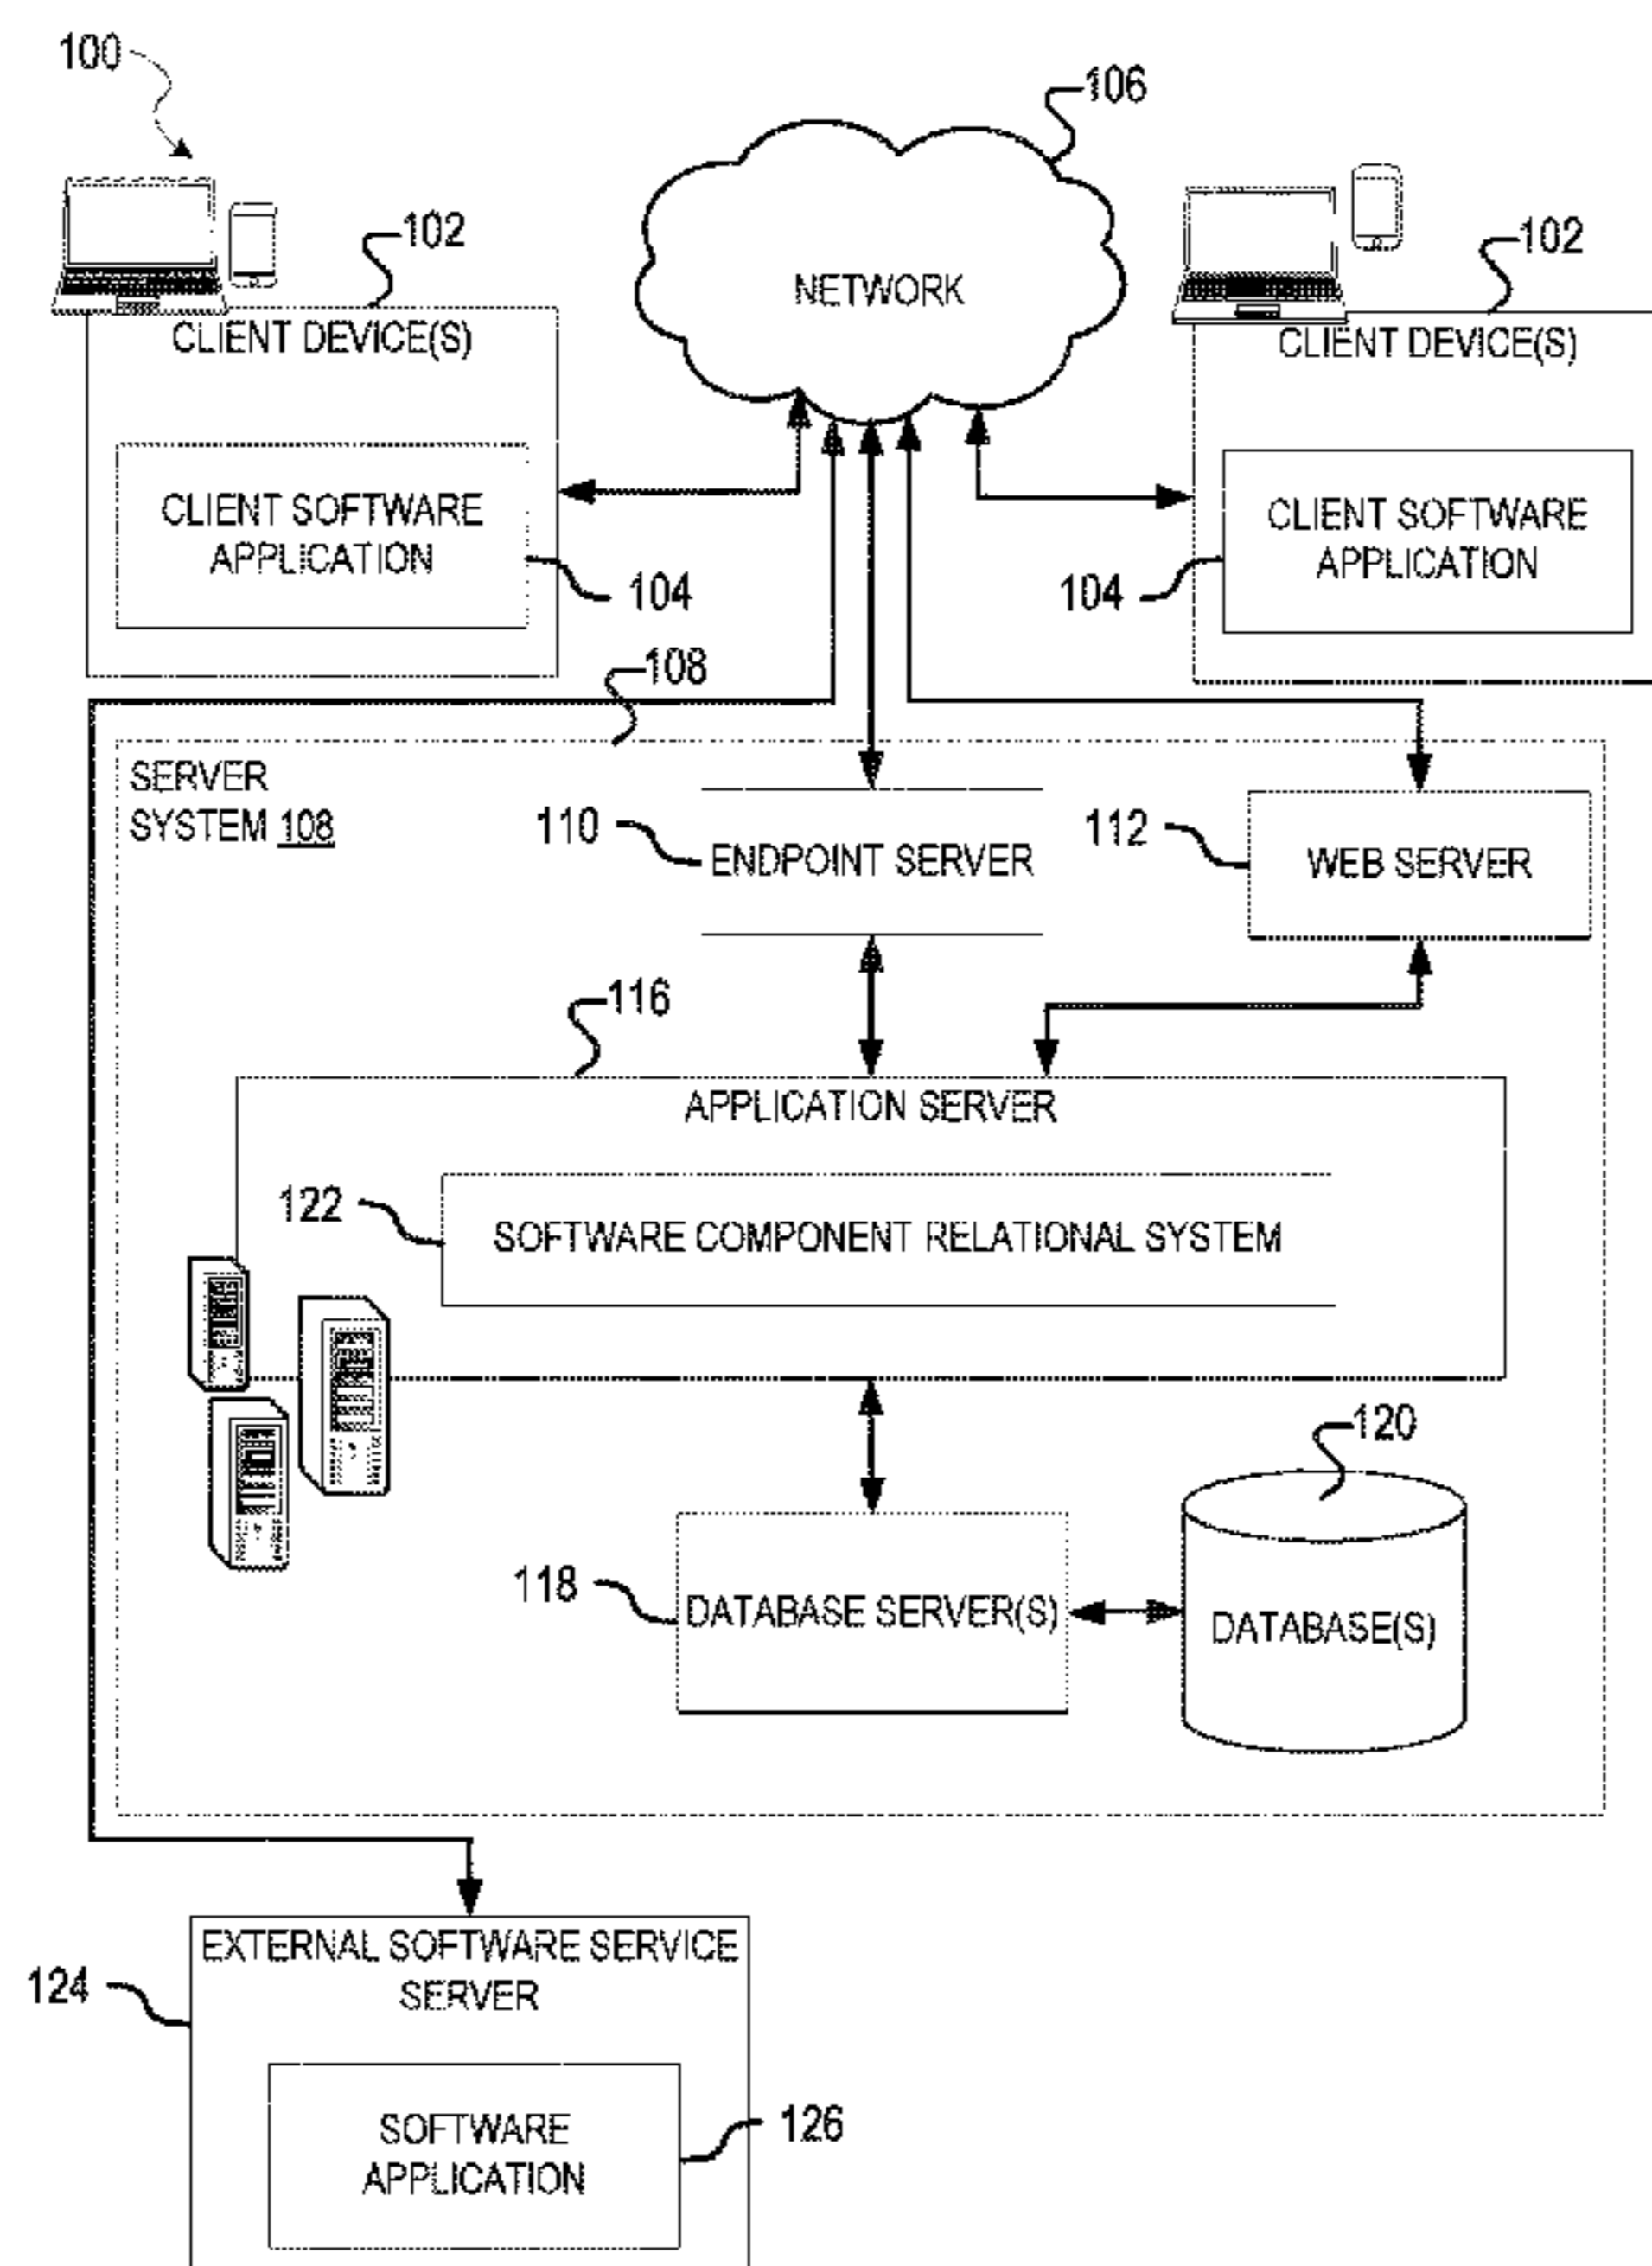 100
106
102
102
NETWORK
CLIENT DEVICE(S)
CLIENT DEVICE(S)
CLIENT SOFTWARE
APPLICATION
104
CLIENT SOFTWARE
APPLICATION
104
108
SERVER
SYSTEM 108
110
ENDPOINT SERVER
112
WEB SERVER
116
APPLICATION SERVER
122
SOFTWARE COMPONENT RELATIONAL SYSTEM
120
118
DATABASE SERVER(S)
DATABASE(S)
EXTERNAL SOFTWARE SERVICE
SERVER
124
SOFTWARE
APPLICATION
126